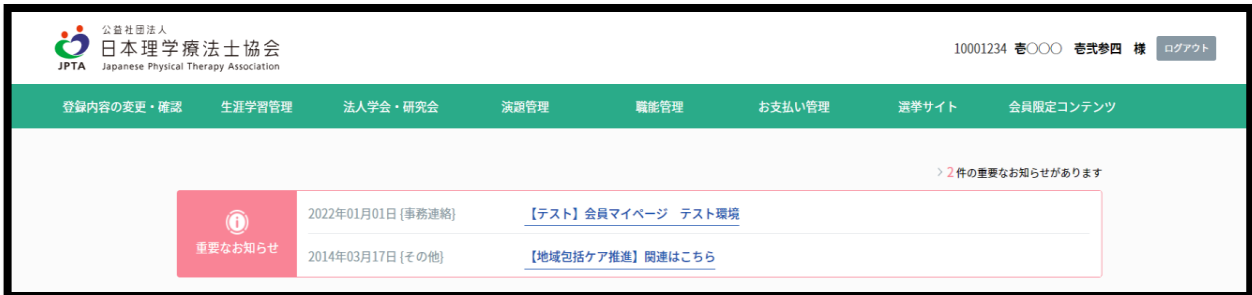 公益社団法人
日本理学療法士協会
JPTA Japanese Physical Therapy Association
10001234 壱〇〇〇 壱弐参四 様 ログアウト
登録内容の変更・確認 生涯学習管理 法人学会・研究会 演題管理 職能管理 お支払い管理 選挙サイト 会員限定コンテンツ
> 2 件の重要なお知らせがあります
重要なお知らせ
2022年01月01日 {事務連絡} 【テスト】会員マイページ テスト環境
2014年03月17日 {その他} 【地域包括ケア推進】関連はこちら